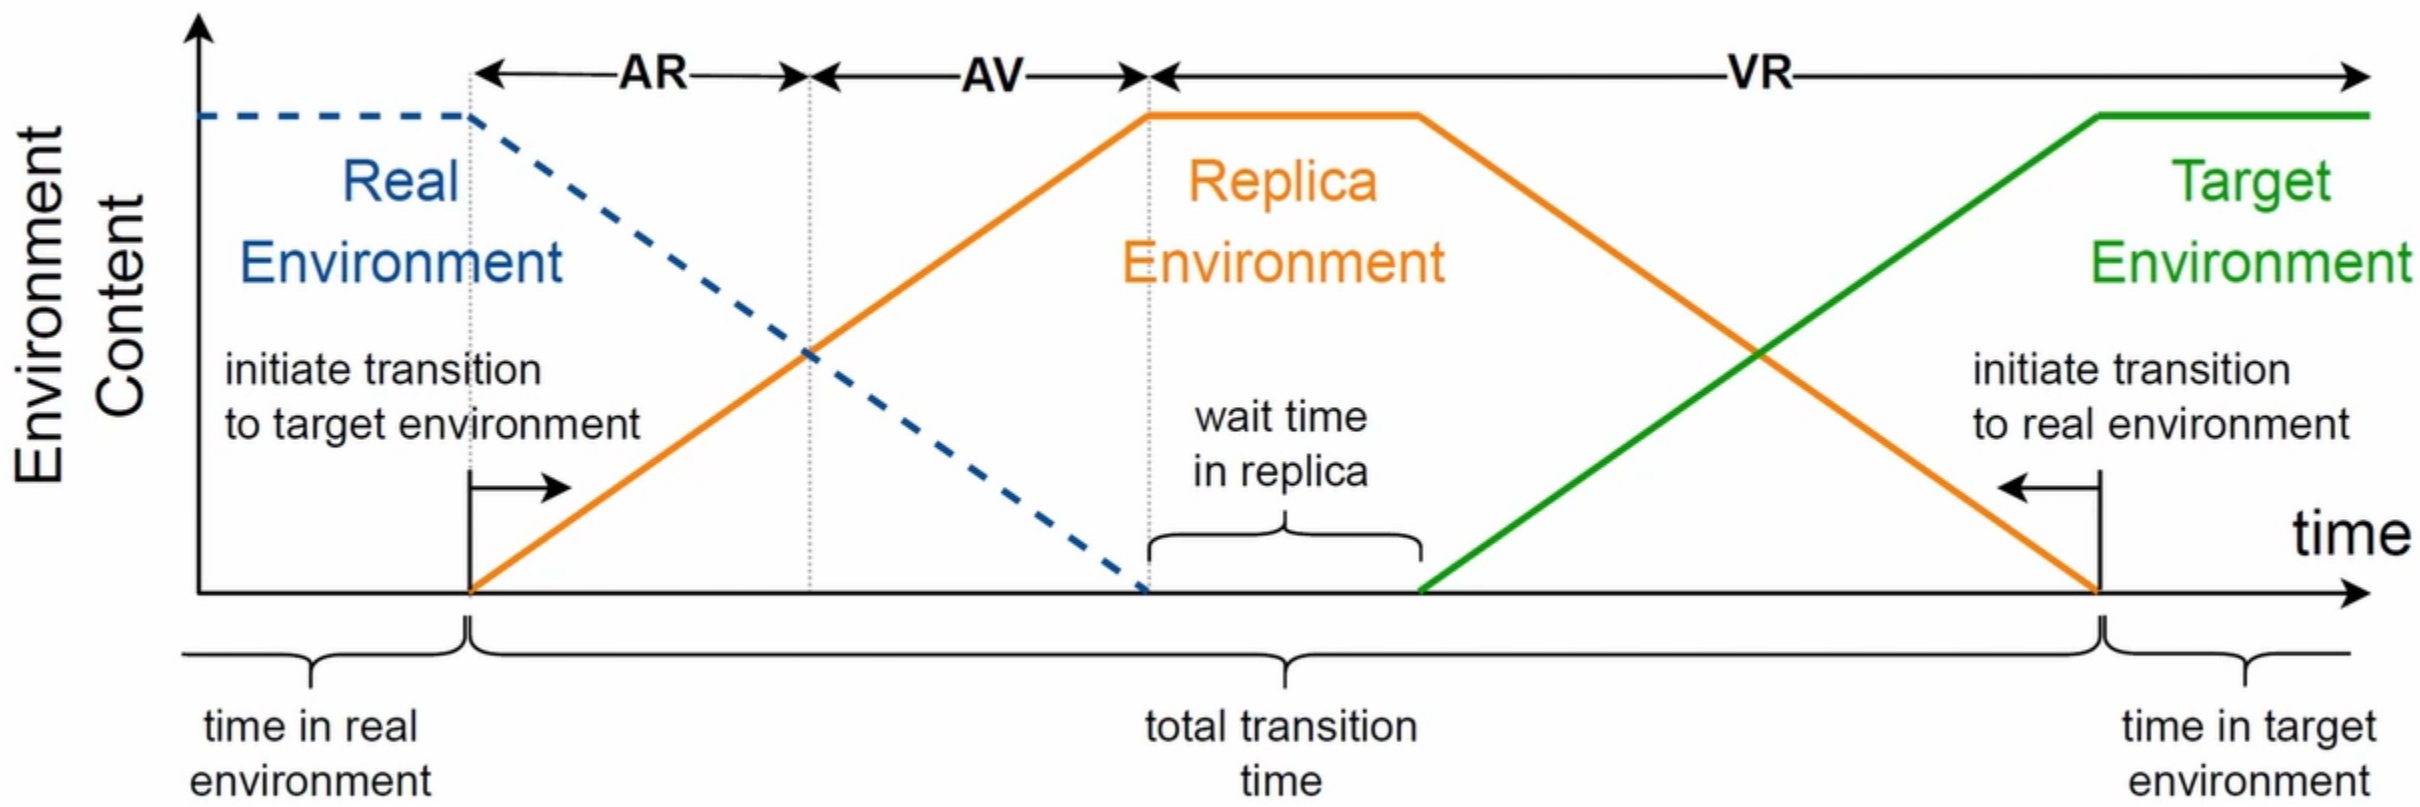 AR
AV
VR
Environment
Content
Real
Environment
Replica
Environment
Target
Environment
initiate transition
to target environment
wait time
in replica
initiate transition
to real environment
time
time in real
environment
total transition
time
time in target
environment